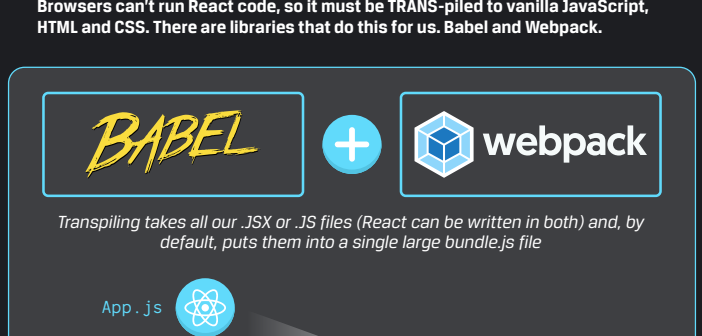 Browsers can't run React code, so it must be TRANS-piled to vanilla JavaScript,
HTML and CSS. There are libraries that do this for us. Babel and Webpack.
BABEL
webpack
Transpiling takes all our .JSX or .JS files (React can be written in both) and, by
default, puts them into a single large bundle.js file
App.js